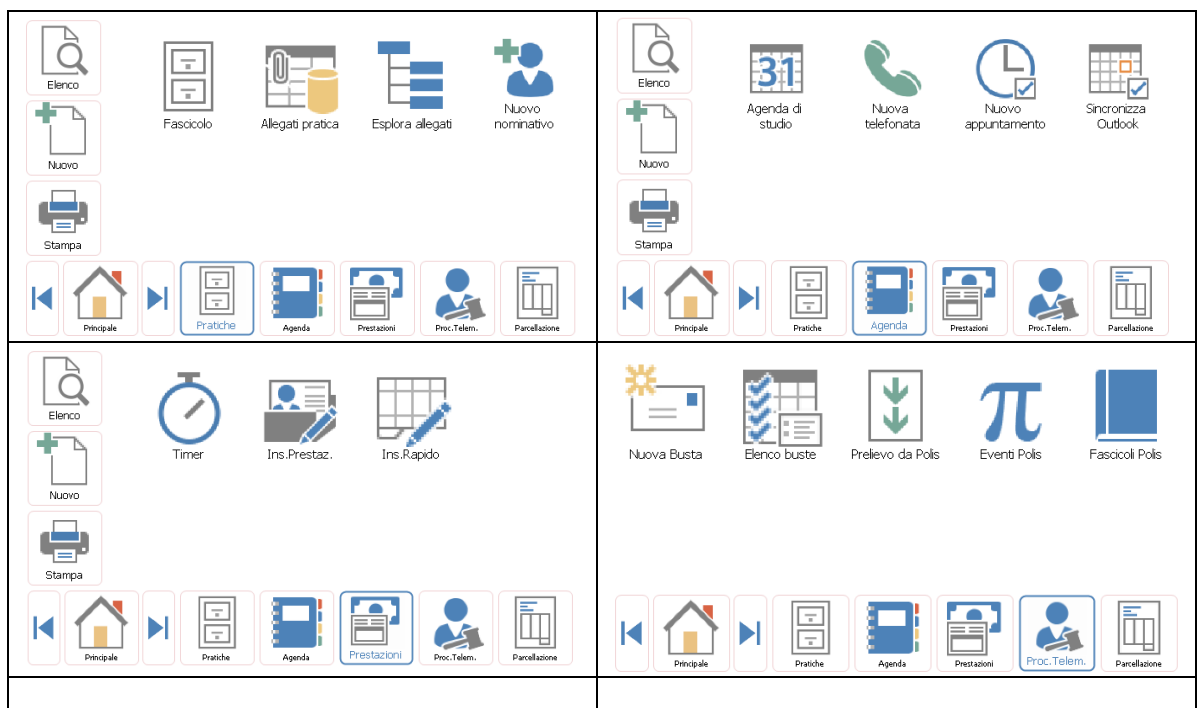 Elenco
Fascicolo
Allegati pratica
Esplora allegati
Nuovo
nominativo
Nuovo
Stampa
Principale
Pratiche
Agenda
Prestazioni
Proc.Telem.
Parcellazione
Elenco
31
Agenda di
studio
Nuova
telefonata
Nuovo
appuntamento
Sincronizza
Outlook
Nuovo
Stampa
Principale
Pratiche
Agenda
Prestazioni
Proc.Telem.
Parcellazione
Elenco
Timer
Ins.Prestaz.
Ins.Rapido
Nuovo
Stampa
Principale
Pratiche
Agenda
Prestazioni
Proc.Telem.
Parcellazione
Nuova Busta
Elenco buste
Prelievo da Polis
π
Eventi Polis
Fascicoli Polis
Principale
Pratiche
Agenda
Prestazioni
Proc.Telem.
Parcellazione